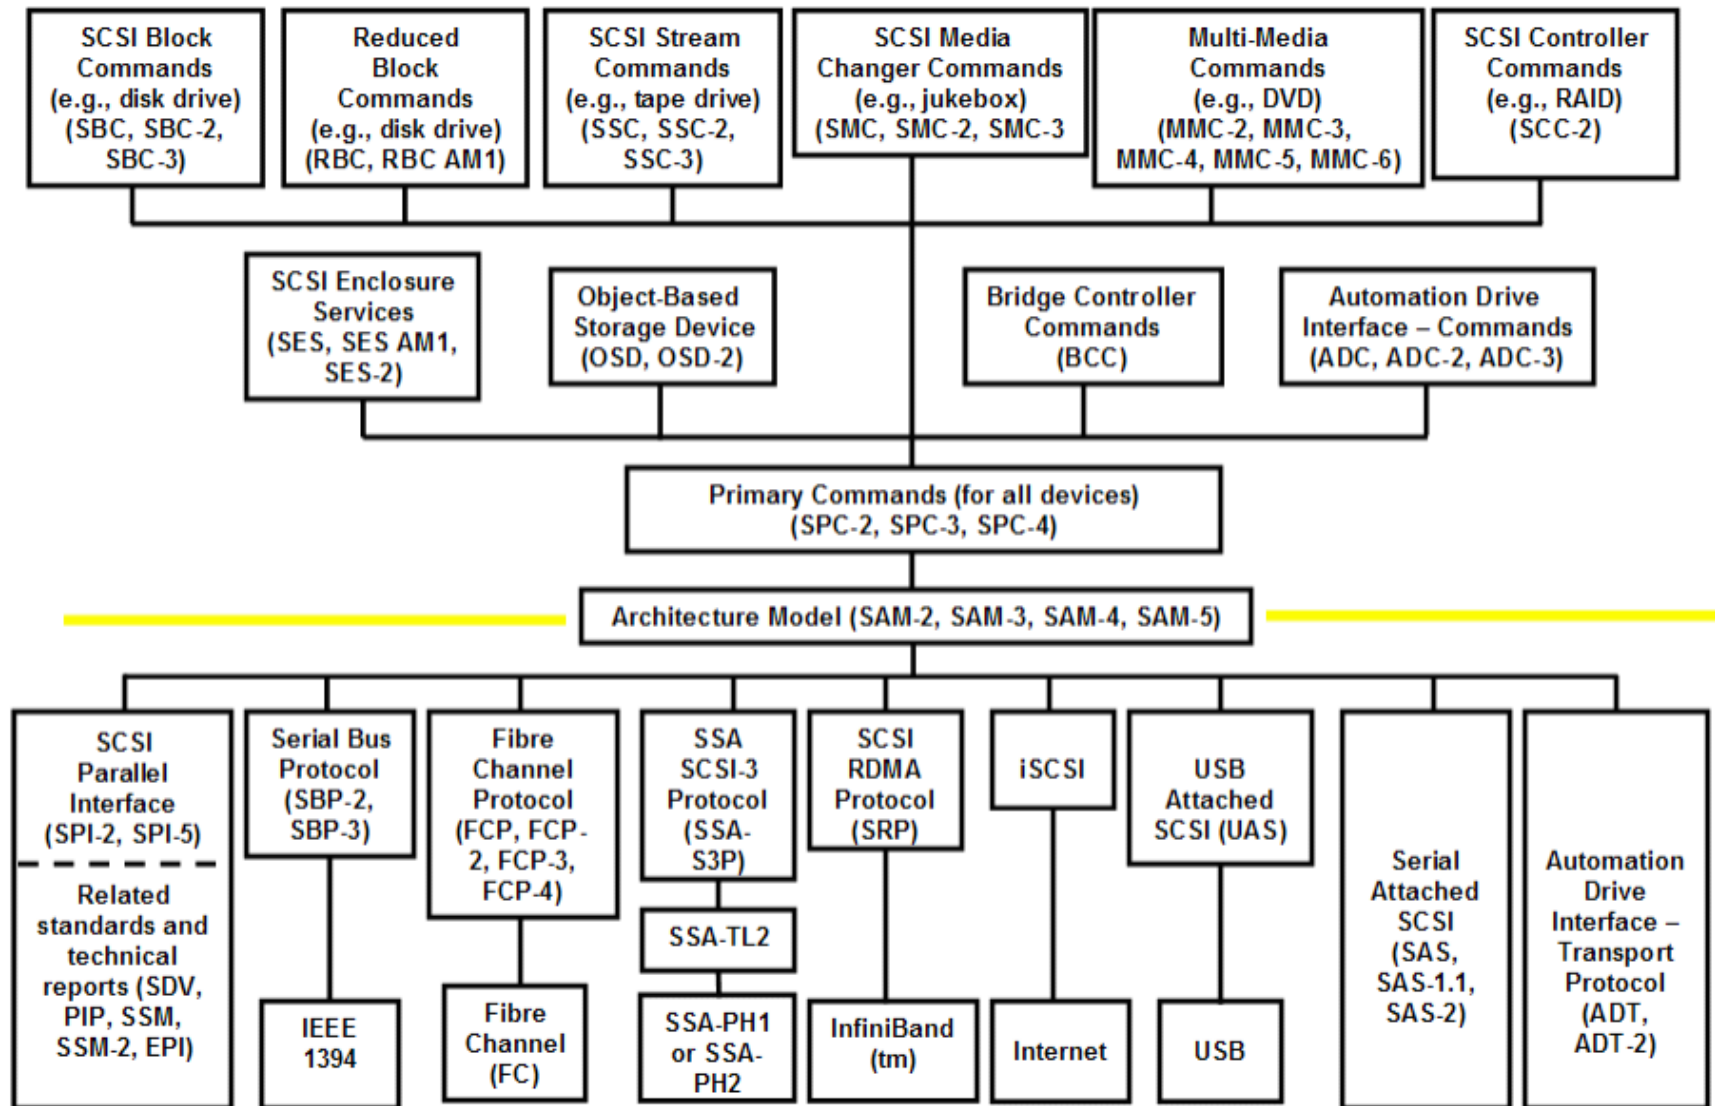 SCSI Block
Commands
(e.g., disk drive)
(SBC, SBC-2,
SBC-3)
Reduced
Block
Commands
(e.g., disk drive)
(RBC, RBC AM1)
SCSI Stream
Commands
(e.g., tape drive)
(SSC, SSC-2,
SSC-3)
SCSI Media
Changer Commands
(e.g., jukebox)
(SMC, SMC-2, SMC-3
Multi-Media
Commands
(e.g., DVD)
(MMC-2, MMC-3,
MMC-4, MMC-5, MMC-6)
SCSI Controller
Commands
(e.g., RAID)
(SCC-2)
SCSI Enclosure
Services
(SES, SES AM1,
SES-2)
Object-Based
Storage Device
(OSD, OSD-2)
Bridge Controller
Commands
(BCC)
Automation Drive
Interface – Commands
(ADC, ADC-2, ADC-3)
Primary Commands (for all devices)
(SPC-2, SPC-3, SPC-4)
Architecture Model (SAM-2, SAM-3, SAM-4, SAM-5)
SCSI
Parallel
Interface
(SPI-2, SPI-5)
Related
standards and
technical
reports (SDV,
PIP, SSM,
SSM-2, EPI)
Serial Bus
Protocol
(SBP-2,
SBP-3)
IEEE
1394
Fibre
Channel
Protocol
(FCP, FCP-
2, FCP-3,
FCP-4)
Fibre
Channel
(FC)
SSA
SCSI-3
Protocol
(SSA-
S3P)
SSA-TL2
SSA-PH1
or SSA-
PH2
SCSI
RDMA
Protocol
(SRP)
InfiniBand
(tm)
iSCSI
Internet
USB
Attached
SCSI (UAS)
USB
Serial
Attached
SCSI
(SAS,
SAS-1.1,
SAS-2)
Automation
Drive
Interface –
Transport
Protocol
(ADT,
ADT-2)